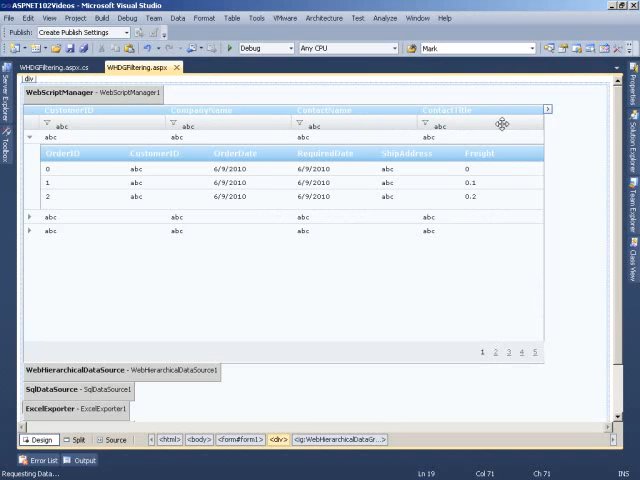 ASPNET102Videos - Microsoft Visual Studio
File Edit View Project Build Debug Team Data Format Table Tools VMware Architecture Test Analyze Window Help
Publish: Create Publish Settings
Debug Any CPU Mark
WHDGFiltering.aspx.cs WHDGFiltering.aspx
div
WebScriptManager - WebScriptManager1
CustomerID CompanyName ContactName ContactTitle
abc abc abc abc
abc abc abc abc
OrderID CustomerID OrderDate RequiredDate ShipAddress Freight
0 abc 6/9/2010 6/9/2010 abc 0
1 abc 6/9/2010 6/9/2010 abc 0.1
2 abc 6/9/2010 6/9/2010 abc 0.2
abc abc abc abc
abc abc abc abc
1 2 3 4 5
WebHierarchicalDataSource - WebHierarchicalDataSource1
SqlDataSource - SqlDataSource1
ExcelExporter - ExcelExporter1
Design Split Source <html> <body> <form#form1> <div> <ig:WebHierarchicalDataGr...>
Error List Output
Requesting Data... Ln 19 Col 71 Ch 71 INS
Server Explorer
Toolbox
Properties
Solution Explorer
Team Explorer
Class View